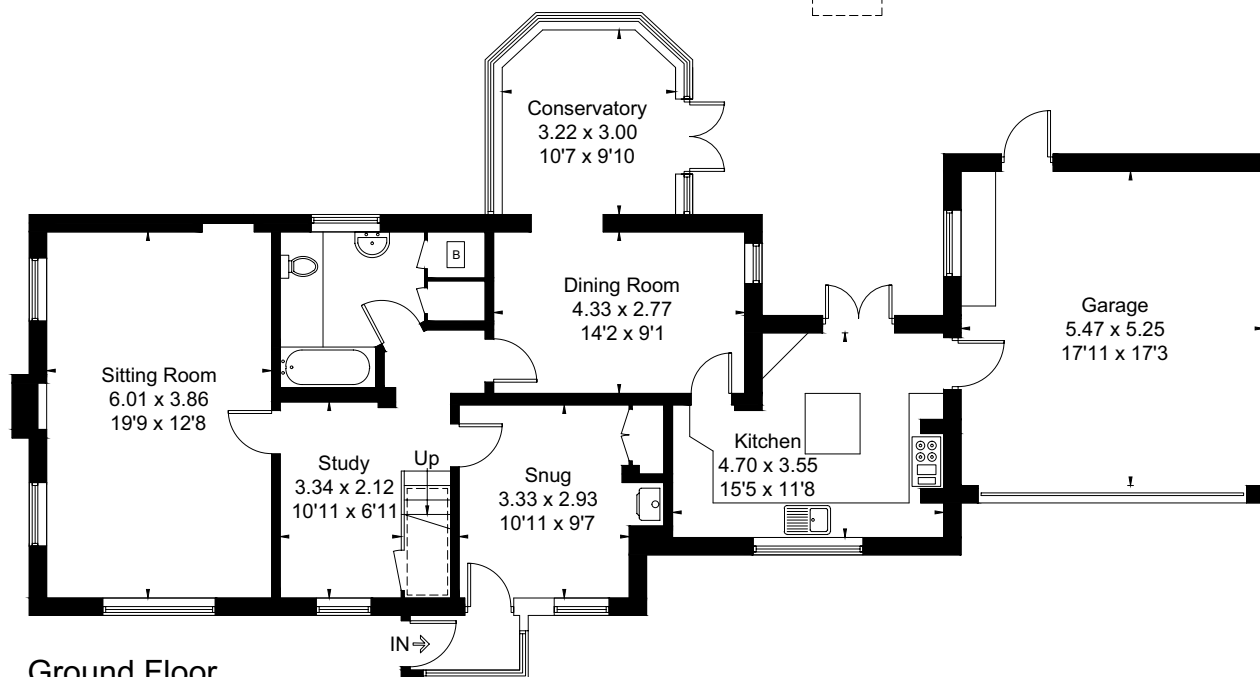 Conservatory
3.22 x 3.00
10'7 x 9'10
B
Dining Room
4.33 x 2.77
14'2 x 9'1
Garage
5.47 x 5.25
17'11 x 17'3
Sitting Room
6.01 x 3.86
19'9 x 12'8
Kitchen
4.70 x 3.55
15'5 x 11'8
Study
3.34 x 2.12
10'11 x 6'11
Up
Snug
3.33 x 2.93
10'11 x 9'7
IN
Ground Floor